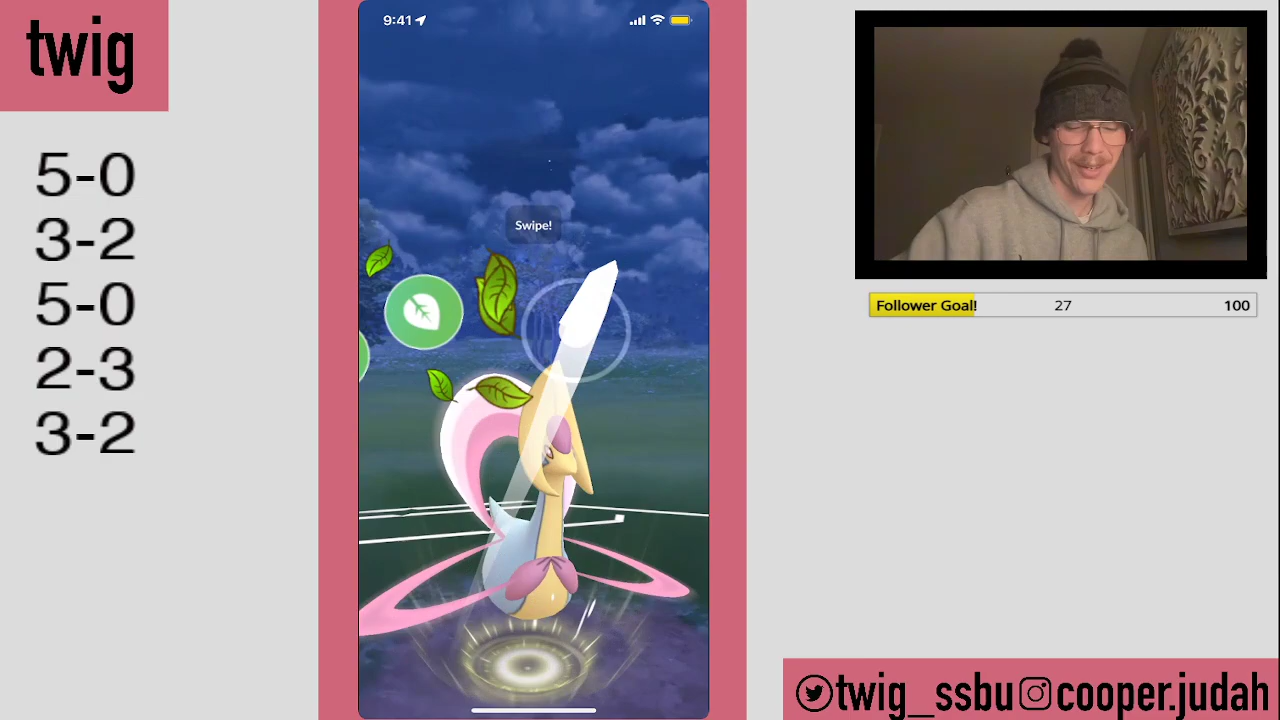 twig
5-0
3-2
5-0
2-3
3-2
9:41
Swipe!
Follower Goal! 27 100
twig_ssbu cooper.judah